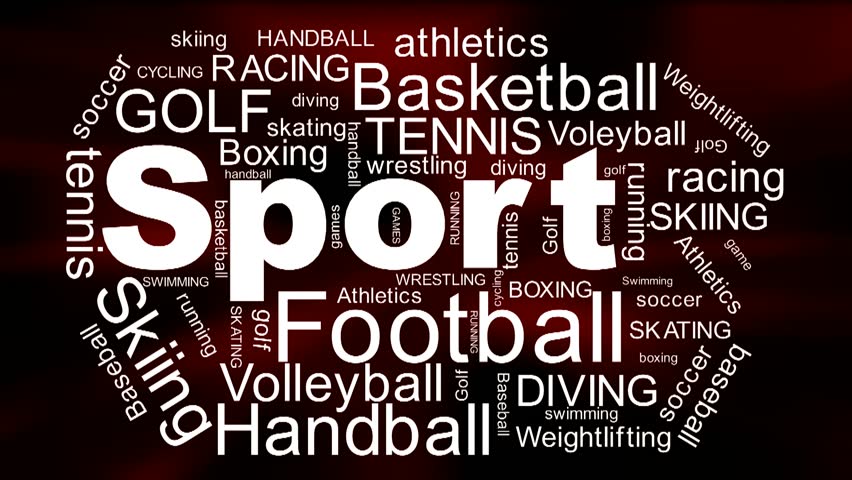 skiing
HANDBALL
athletics
soccer
CYCLING
RACING
Basketball
Weightlifting
GOLF
diving
skating
handball
TENNIS
Voleyball
Golf
tennis
Boxing
handball
wrestling
diving
golf
running
racing
Sport
basketball
games
GAMES
RUNNING
tennis
Golf
boxing
SKIING
SWIMMING
WRESTLING
cycling
Athletics
game
Skiing
running
SKATING
golf
Athletics
BOXING
Swimming
soccer
Football
RUNNING
SKATING
Baseball
Volleyball
Golf
Baseball
DIVING
boxing
soccer
baseball
swimming
Handball
Weightlifting